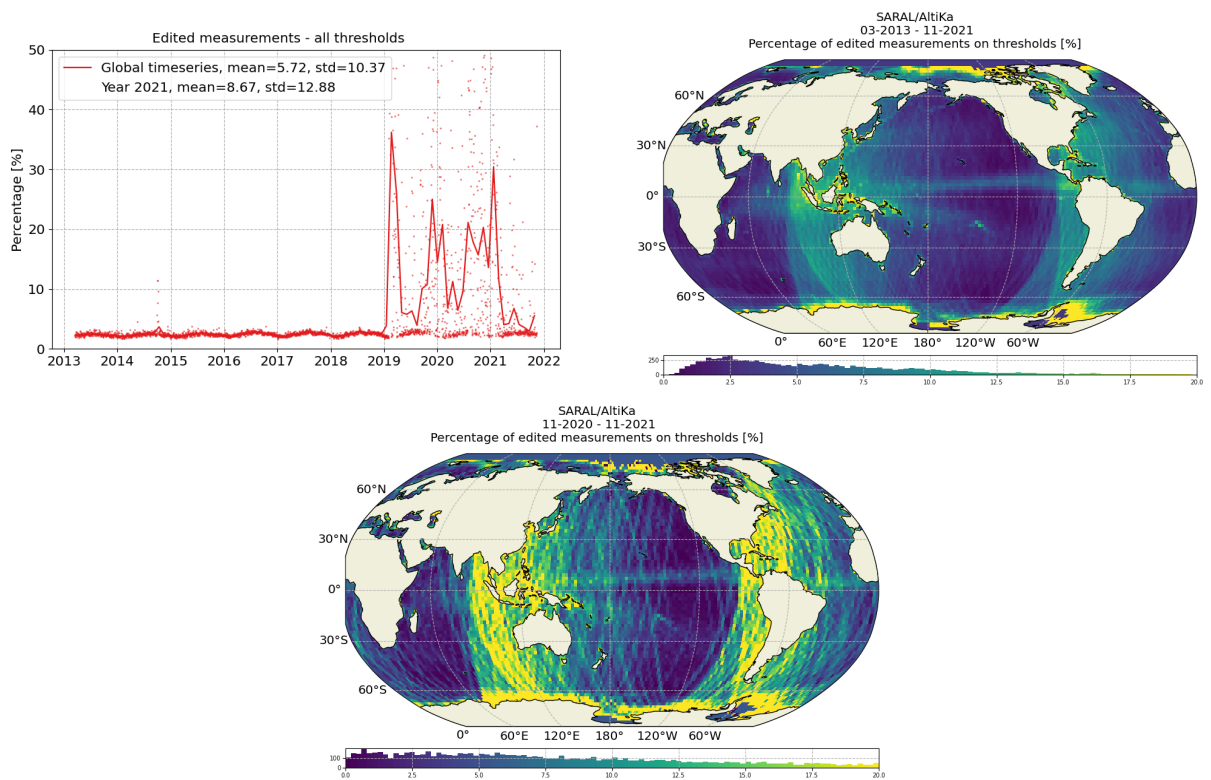 Edited measurements - all thresholds
Percentage [%]
50
40
30
20
10
0
Global timeseries, mean=5.72, std=10.37
Year 2021, mean=8.67, std=12.88
2013 2014 2015 2016 2017 2018 2019 2020 2021 2022
SARAL/AltiKa
03-2013 - 11-2021
Percentage of edited measurements on thresholds [%]
60°N
30°N
0°
30°S
60°S
0° 60°E 120°E 180° 120°W 60°W
250
0
0.0 2.5 5.0 7.5 10.0 12.5 15.0 17.5 20.0
SARAL/AltiKa
11-2020 - 11-2021
Percentage of edited measurements on thresholds [%]
60°N
30°N
0°
30°S
60°S
0° 60°E 120°E 180° 120°W 60°W
100
0
0.0 2.5 5.0 7.5 10.0 12.5 15.0 17.5 20.0